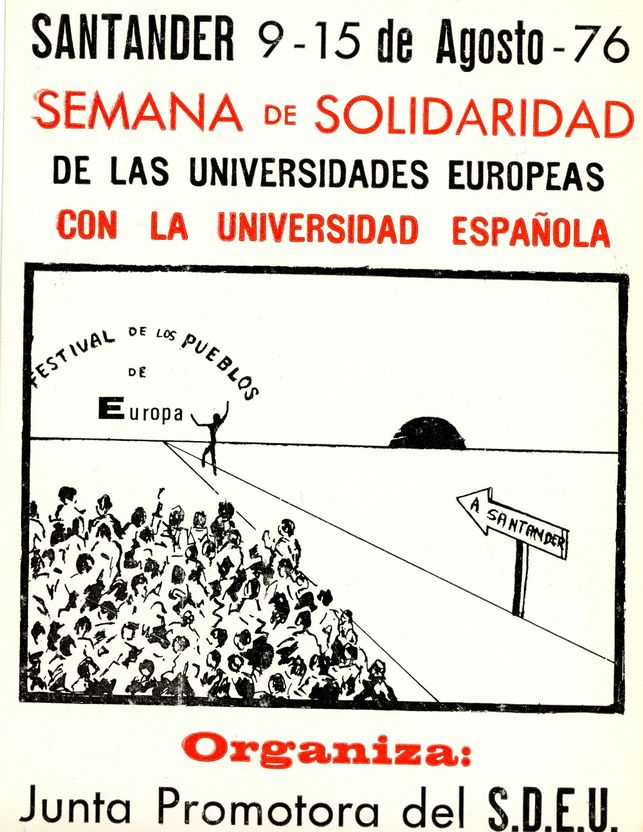 SANTANDER 9-15 de Agosto-76
SEMANA DE SOLIDARIDAD
DE LAS UNIVERSIDADES EUROPEAS
CON LA UNIVERSIDAD ESPAÑOLA
FESTIVAL DE LOS PUEBLOS
DE
Europa
A SANTANDER
Organiza:
Junta Promotora del S.D.E.U.